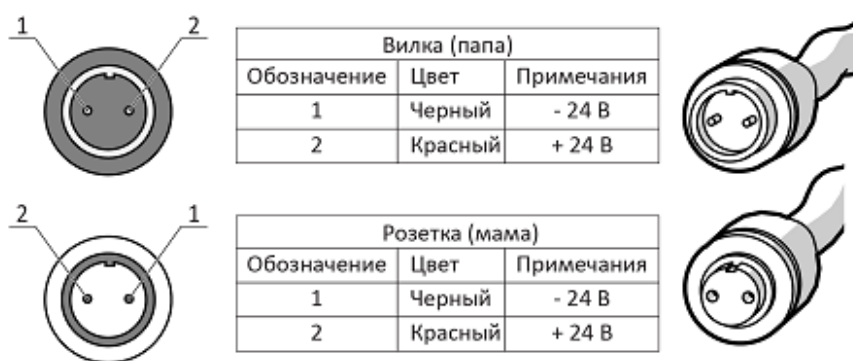 1 2
Вилка (папа)
Обозначение Цвет Примечания
1 Черный - 24 В
2 Красный + 24 В
2 1
Розетка (мама)
Обозначение Цвет Примечания
1 Черный - 24 В
2 Красный + 24 В